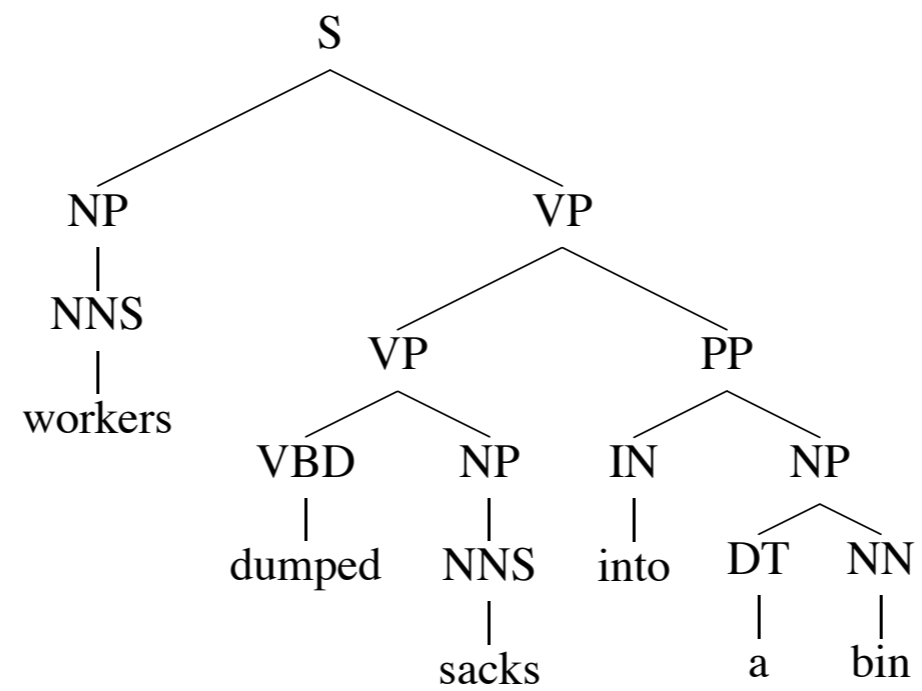 S
NP VP
NNS
VP PP
workers
VBD NP IN NP
dumped NNS into DT NN
sacks a bin